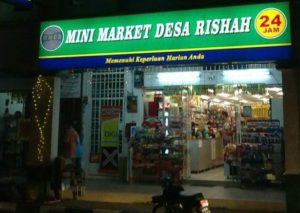 MINI MARKET DESA RISHAH
24
JAM
Memenuhi Keperluan Harian Anda